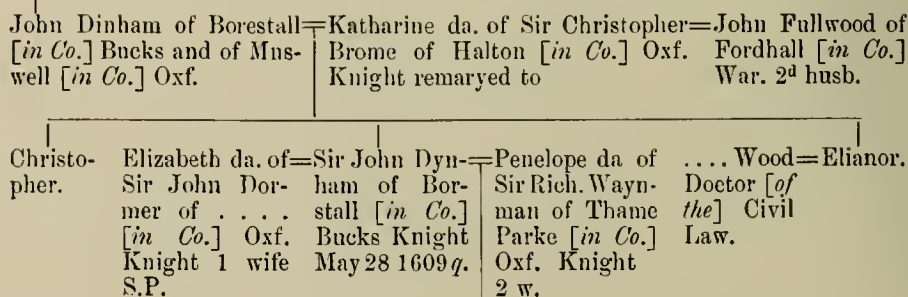 John Dinham of Borestall
[in Co.] Bucks and of Mus-
well [in Co.] Oxf.
Katharine da. of Sir Christopher
Brome of Halton [in Co.] Oxf.
Knight remaryed to
John Fullwood of
Fordhall [in Co.]
War. 2d husb.
Christo-
pher.
Elizabeth da. of
Sir John Dor-
mer of . . . .
[in Co.] Oxf.
Knight 1 wife
S.P.
Sir John Dyn-
ham of Bor-
stall [in Co.]
Bucks Knight
May 28 1609 q.
Penelope da of
Sir Rich. Wayn-
man of Thame
Parke [in Co.]
Oxf. Knight
2 w.
. . . . Wood
Doctor [of
the] Civil
Law.
Elianor.